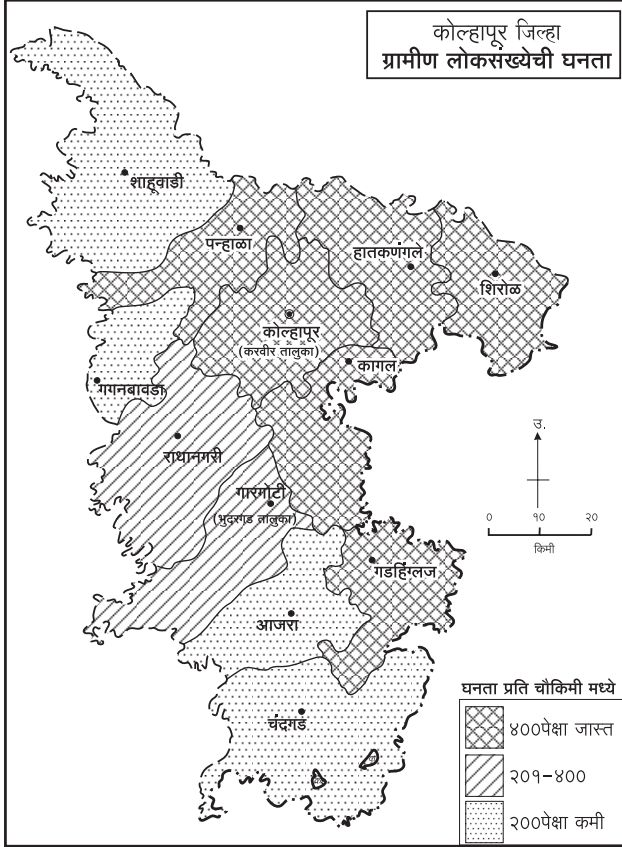 कोल्हापूर जिल्हा
ग्रामीण लोकसंख्येची घनता
शाहूवाडी
पन्हाळा
हातकणंगले
शिरोळ
कोल्हापूर
(करवीर तालुका)
कागल
गगनबावडा
राधानगरी
गारगोटी
(भुदरगड तालुका)
गडहिंग्लज
आजरा
चंदगड
उ.
० १० २०
किमी
घनता प्रति चौकिमी मध्ये
४००पेक्षा जास्त
२०१-४००
२००पेक्षा कमी